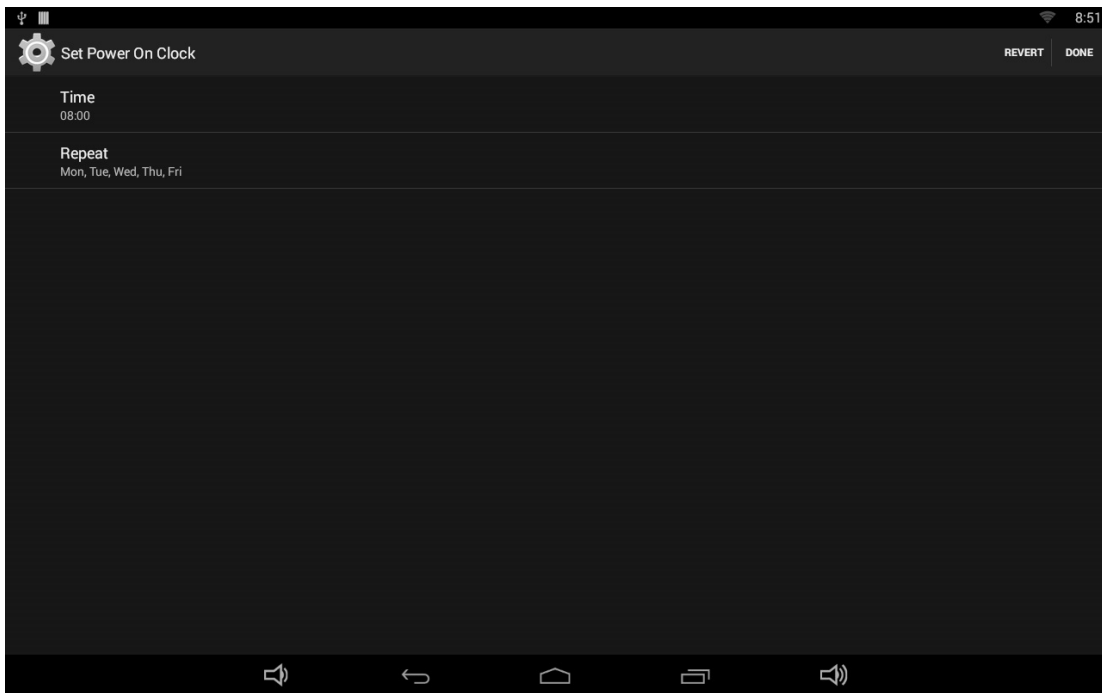 8:51
Set Power On Clock
REVERT
DONE
Time
08:00
Repeat
Mon, Tue, Wed, Thu, Fri